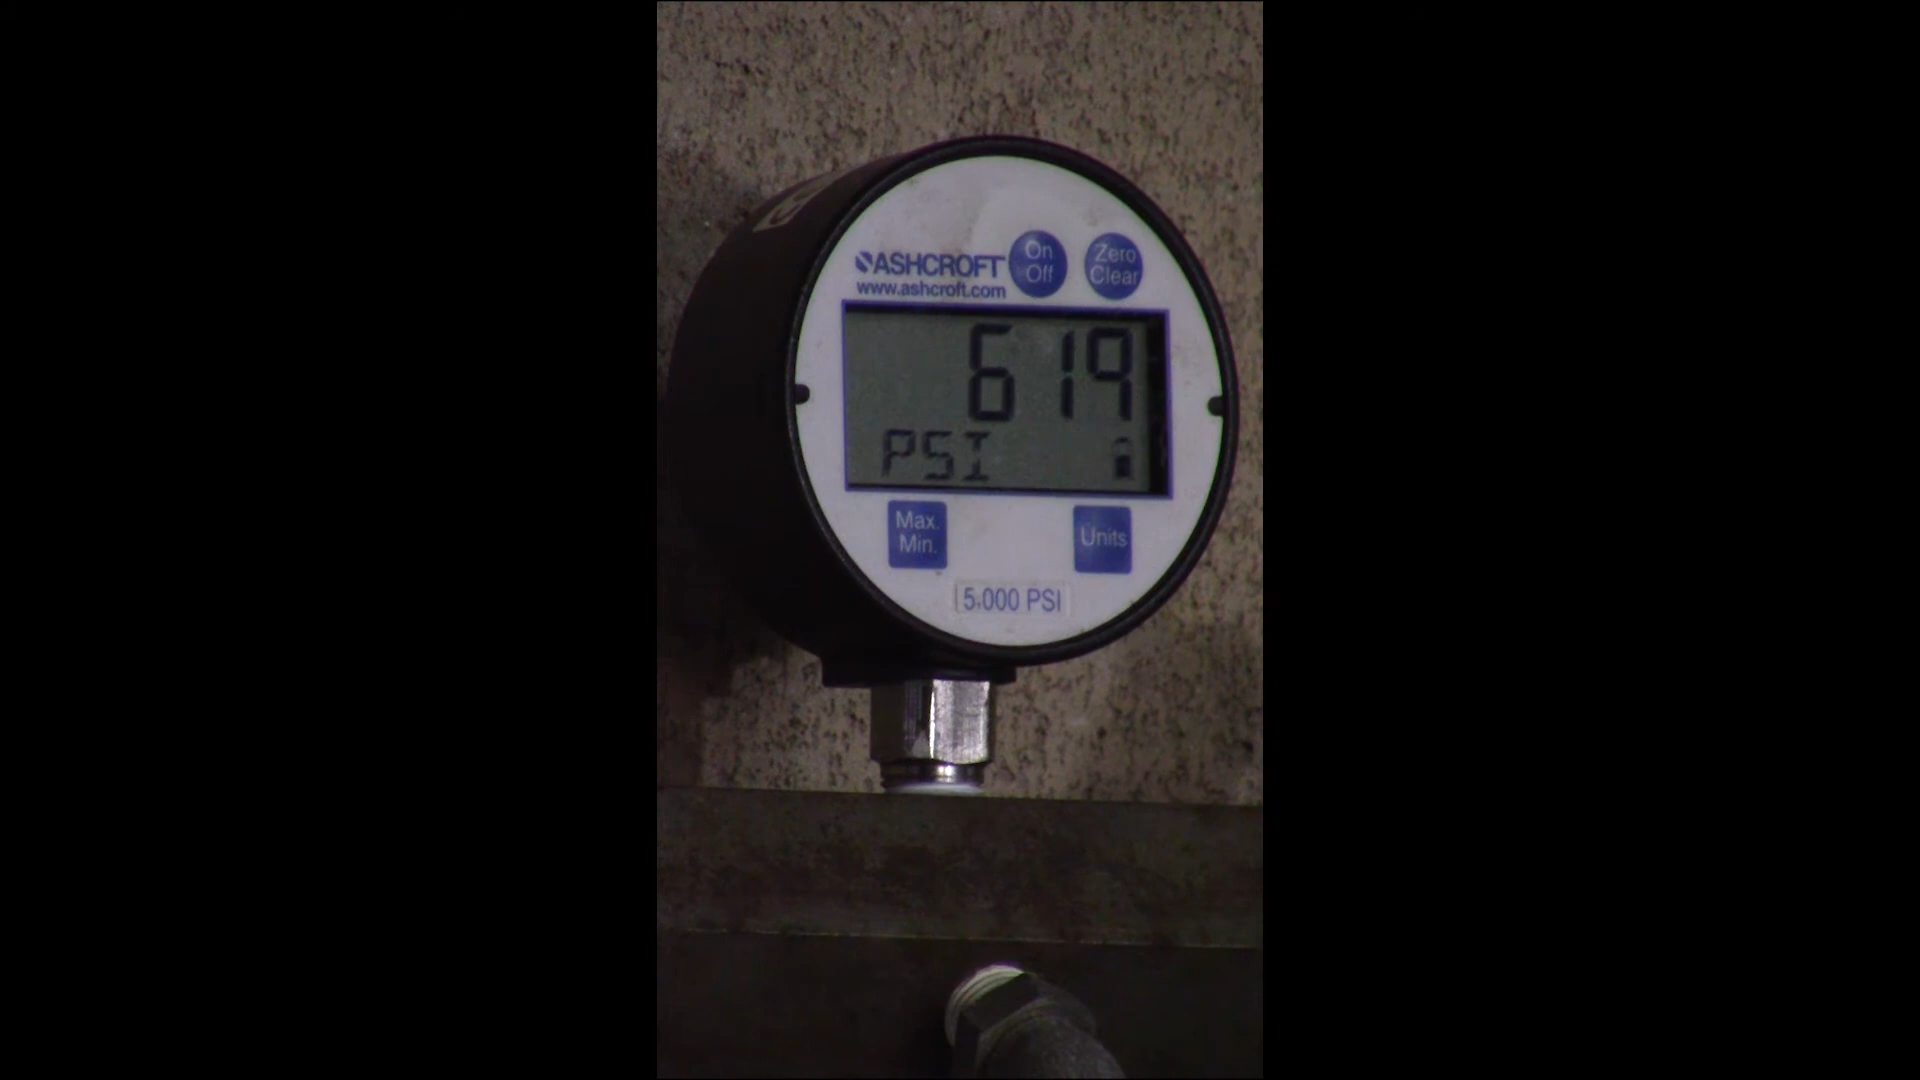 ASHCROFT
www.ashcroft.com
On
Off
Zero
Clear
619
PSI
Max.
Min.
Units
5,000 PSI